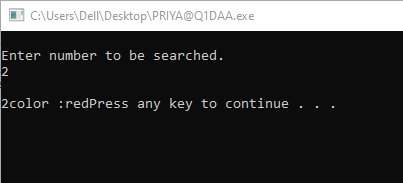 C:\Users\Dell\Desktop\PRIYA@Q1DAA.exe
Enter number to be searched.
2
2color :redPress any key to continue . . .